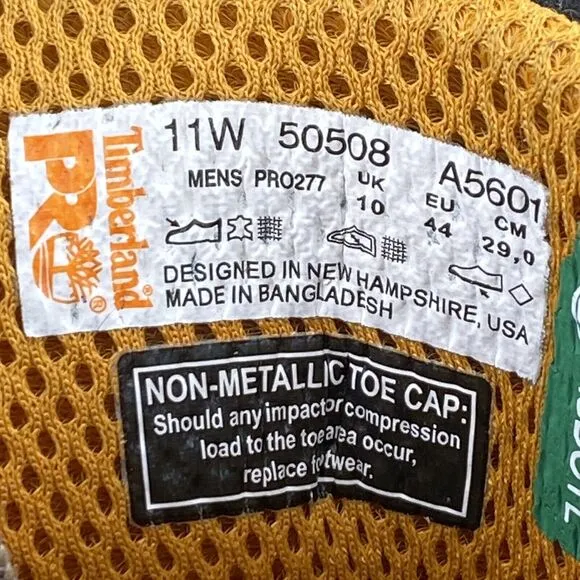 Timberland®
PRO®
11W 50508 A5601
MENS PRO277 UK EU CM
10 44 29,0
DESIGNED IN NEW HAMPSHIRE, USA
MADE IN BANGLADESH
NON-METALLIC TOE CAP:
Should any impact or compression
load to the toe area occur,
replace footwear.